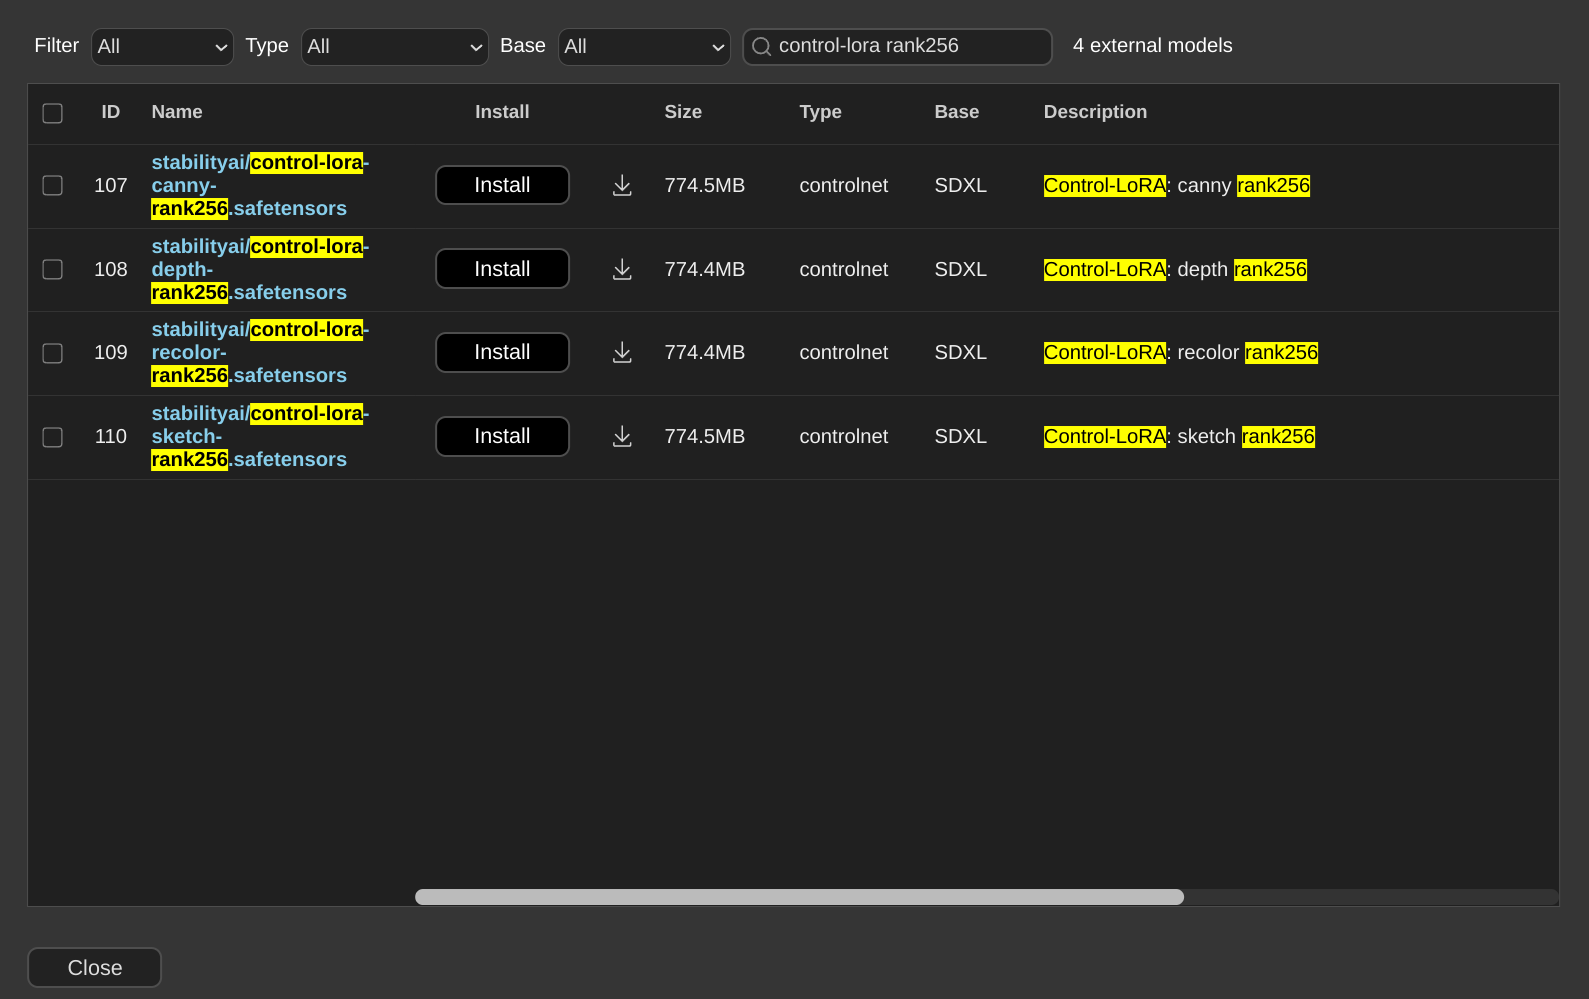 Filter All Type All Base All control-lora rank256 4 external models
ID Name Install Size Type Base Description
stabilityai/control-lora-
canny-
rank256.safetensors
107 Install 774.5MB controlnet SDXL Control-LoRA: canny rank256
stabilityai/control-lora-
depth-
rank256.safetensors
108 Install 774.4MB controlnet SDXL Control-LoRA: depth rank256
stabilityai/control-lora-
recolor-
rank256.safetensors
109 Install 774.4MB controlnet SDXL Control-LoRA: recolor rank256
stabilityai/control-lora-
sketch-
rank256.safetensors
110 Install 774.5MB controlnet SDXL Control-LoRA: sketch rank256
Close